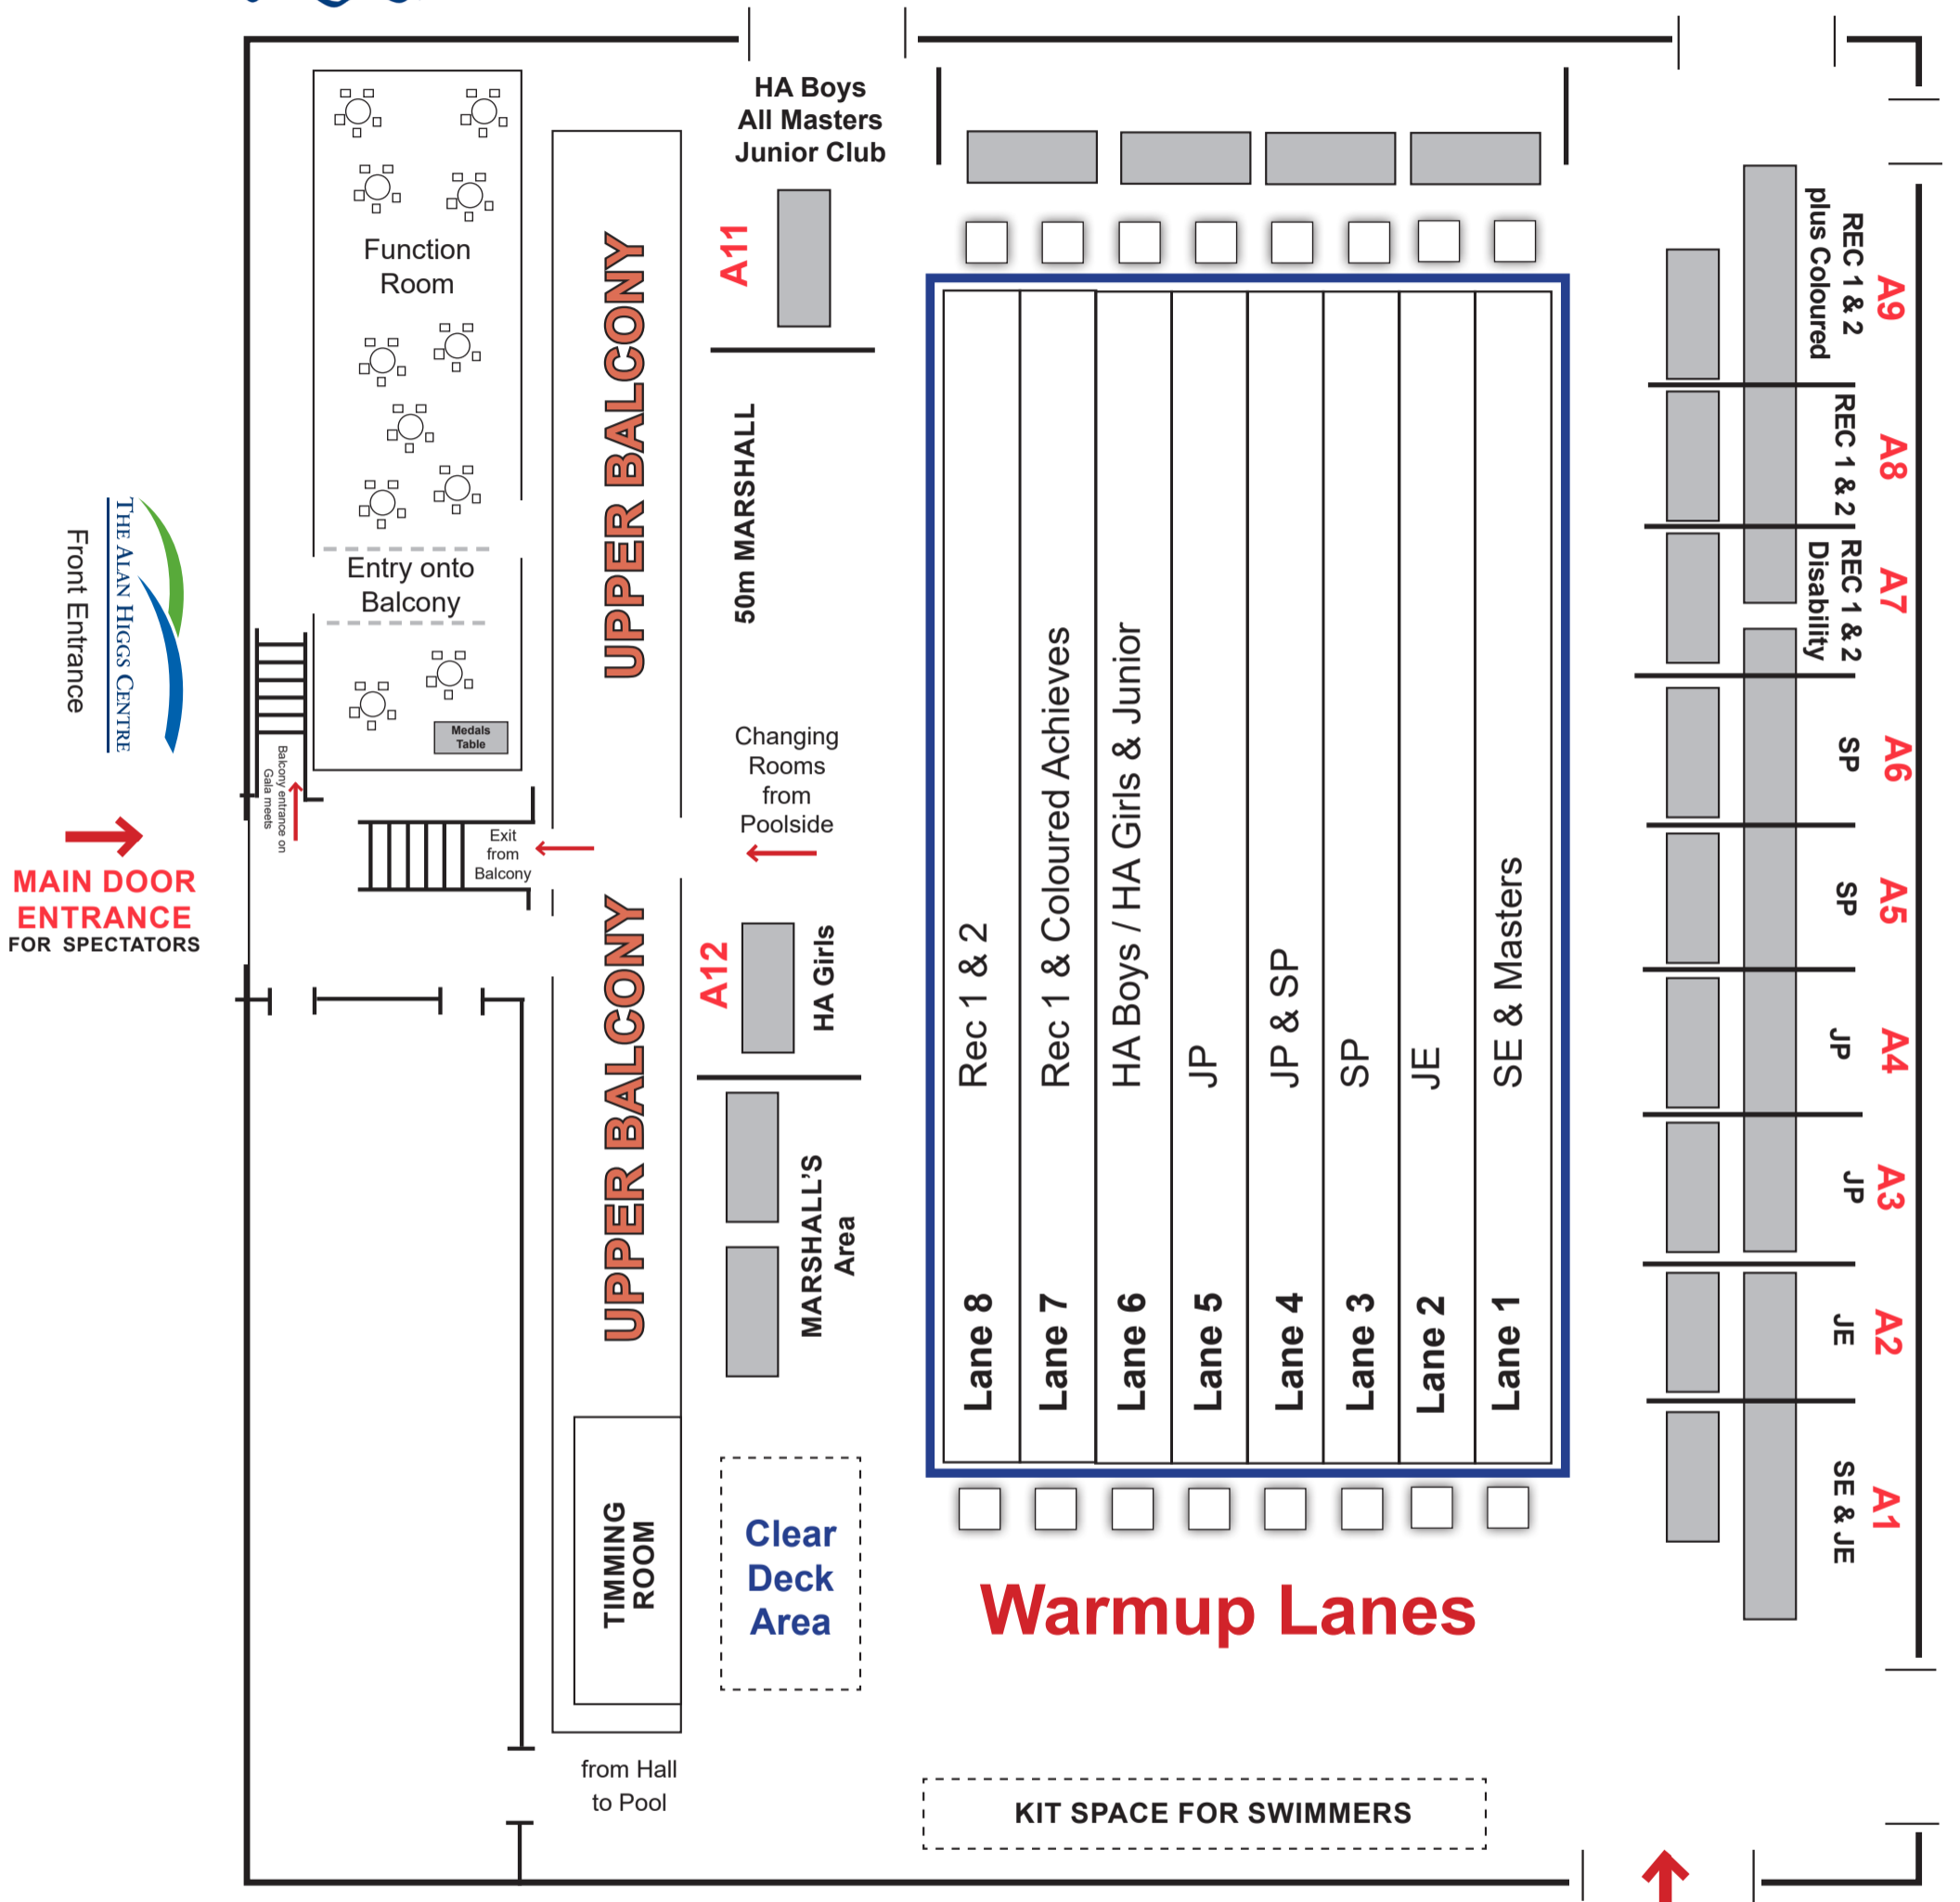 HA Boys
All Masters
Junior Club
A11
Function
Room
UPPER BALCONY
50m MARSHALL
Entry onto
Balcony
Medals
Table
THE ALAN HIGGS CENTRE
Front Entrance
Balcony entrance on
Gala meets
MAIN DOOR
ENTRANCE
FOR SPECTATORS
Exit
from
Balcony
Changing
Rooms
from
Poolside
UPPER BALCONY
A12
HA Girls
MARSHALL'S
Area
TIMMING
ROOM
Clear
Deck
Area
from Hall
to Pool
Rec 1 & 2
Lane 8
Rec 1 & Coloured Achieves
Lane 7
HA Boys / HA Girls & Junior
Lane 6
JP
Lane 5
JP & SP
Lane 4
SP
Lane 3
JE
Lane 2
SE & Masters
Lane 1
Warmup Lanes
KIT SPACE FOR SWIMMERS
A9
REC 1 & 2
plus Coloured
A8
REC 1 & 2
A7
REC 1 & 2
Disability
A6
SP
A5
SP
A4
JP
A3
JP
A2
JE
A1
SE & JE